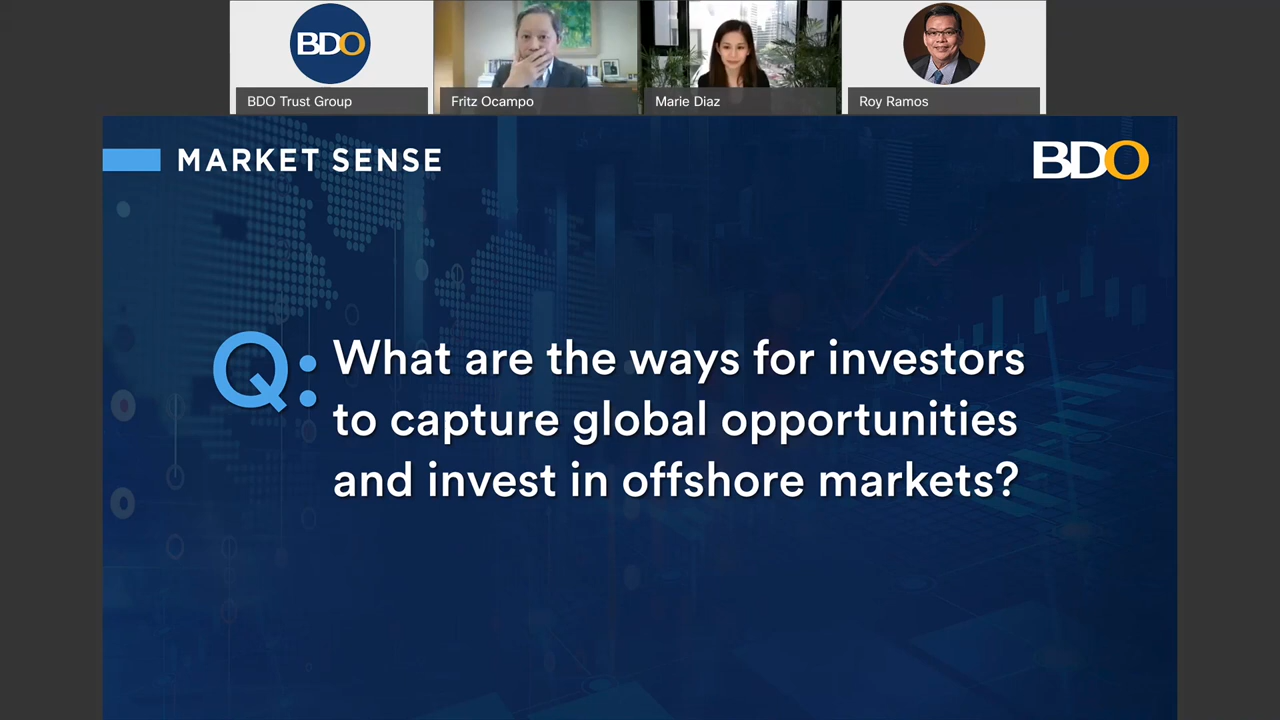 BDO
BDO Trust Group
Fritz Ocampo
Marie Diaz
Roy Ramos
MARKET SENSE
BDO
Q: What are the ways for investors
to capture global opportunities
and invest in offshore markets?